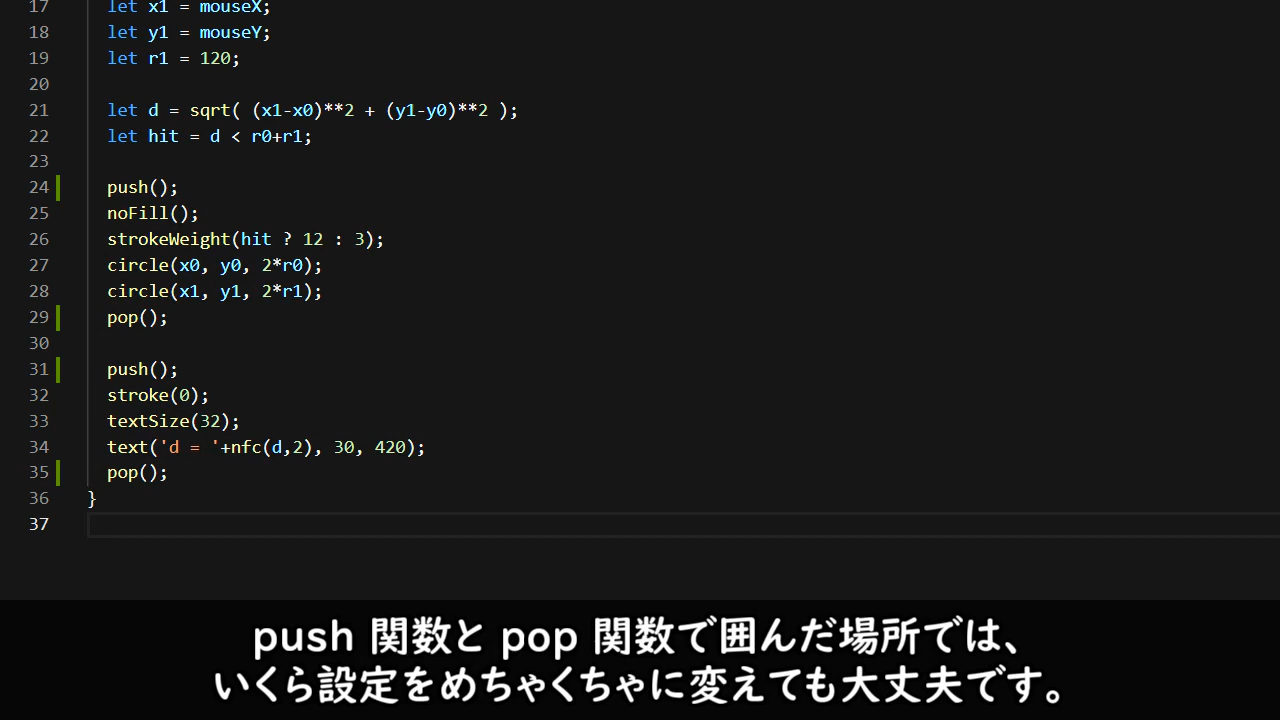 17 let x1 = mouseX;
18 let y1 = mouseY;
19 let r1 = 120;
20
21 let d = sqrt( (x1-x0)**2 + (y1-y0)**2 );
22 let hit = d < r0+r1;
23
24 push();
25 noFill();
26 strokeWeight(hit ? 12 : 3);
27 circle(x0, y0, 2*r0);
28 circle(x1, y1, 2*r1);
29 pop();
30
31 push();
32 stroke(0);
33 textSize(32);
34 text('d = '+nfc(d,2), 30, 420);
35 pop();
36 }
37
push 関数と pop 関数で囲んだ場所では、
いくら設定をめちゃくちゃに変えても大丈夫です。